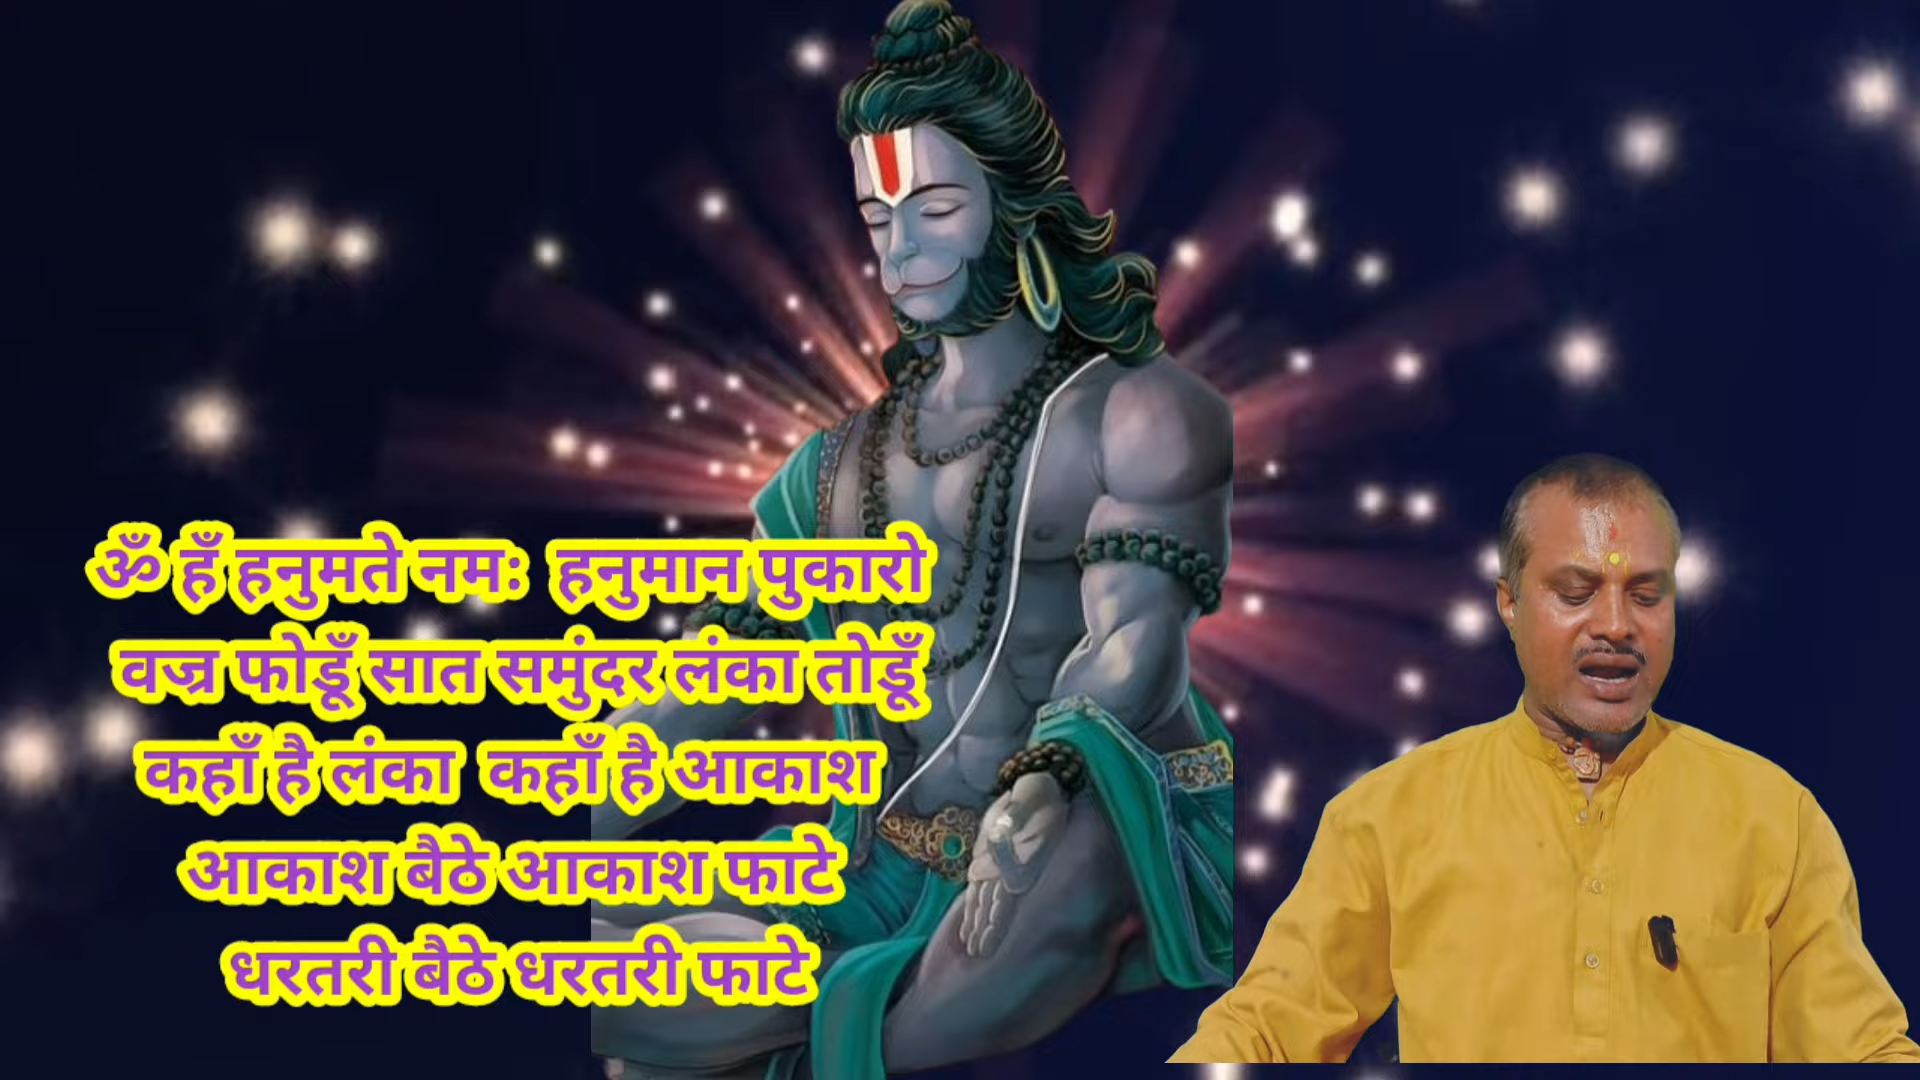 ॐ हँ हनुमते नमः हनुमान पुकारो
वज्र फोडूँ सात समुंदर लंका तोडूँ
कहाँ है लंका कहाँ है आकाश
आकाश बैठे आकाश फाटे
धरतरी बैठे धरतरी फाटे